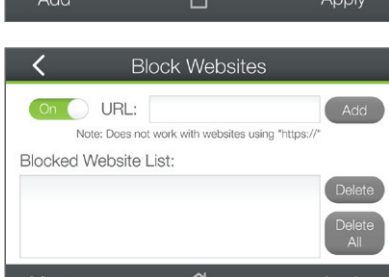 Add Apply
Block Websites
On URL: Add
Note: Does not work with websites using "https://"
Blocked Website List:
Delete
Delete
All